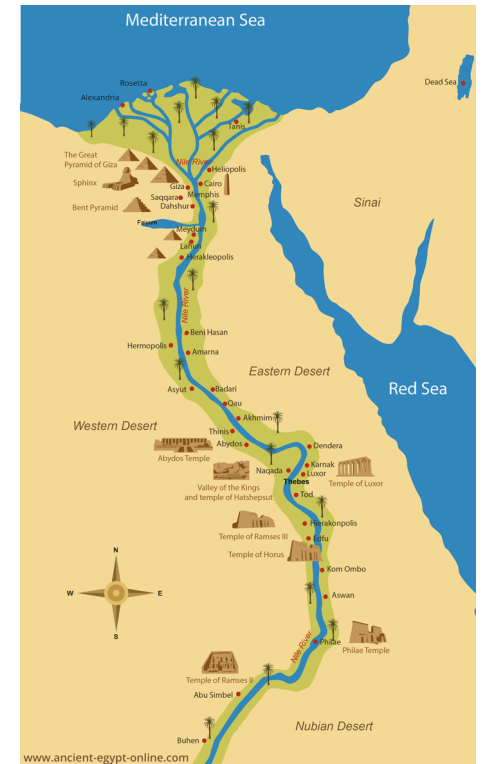 Mediterranean Sea
Dead Sea
Rosetta
Alexandria
Tanis
The Great
Pyramid of Giza
Nile River
Heliopolis
Sphinx
Giza
Cairo
Memphis
Saqqara
Dahshur
Bent Pyramid
Sinai
Faiyum
Meydum
Lahun
Herakleopolis
Nile River
Beni Hasan
Hermopolis
Amarna
Eastern Desert
Red Sea
Asyut
Badari
Qau
Akhmim
Western Desert
Thinis
Abydos
Dendera
Abydos Temple
Karnak
Naqada
Luxor
Thebes
Temple of Luxor
Valley of the Kings
and temple of Hatshepsut
Tod
Hierakonpolis
Temple of Ramses III
Edfu
Temple of Horus
N
Kom Ombo
W
E
Aswan
S
Nile River
Philae
Philae Temple
Temple of Ramses II
Abu Simbel
Nubian Desert
Buhen
www.ancient-egypt-online.com